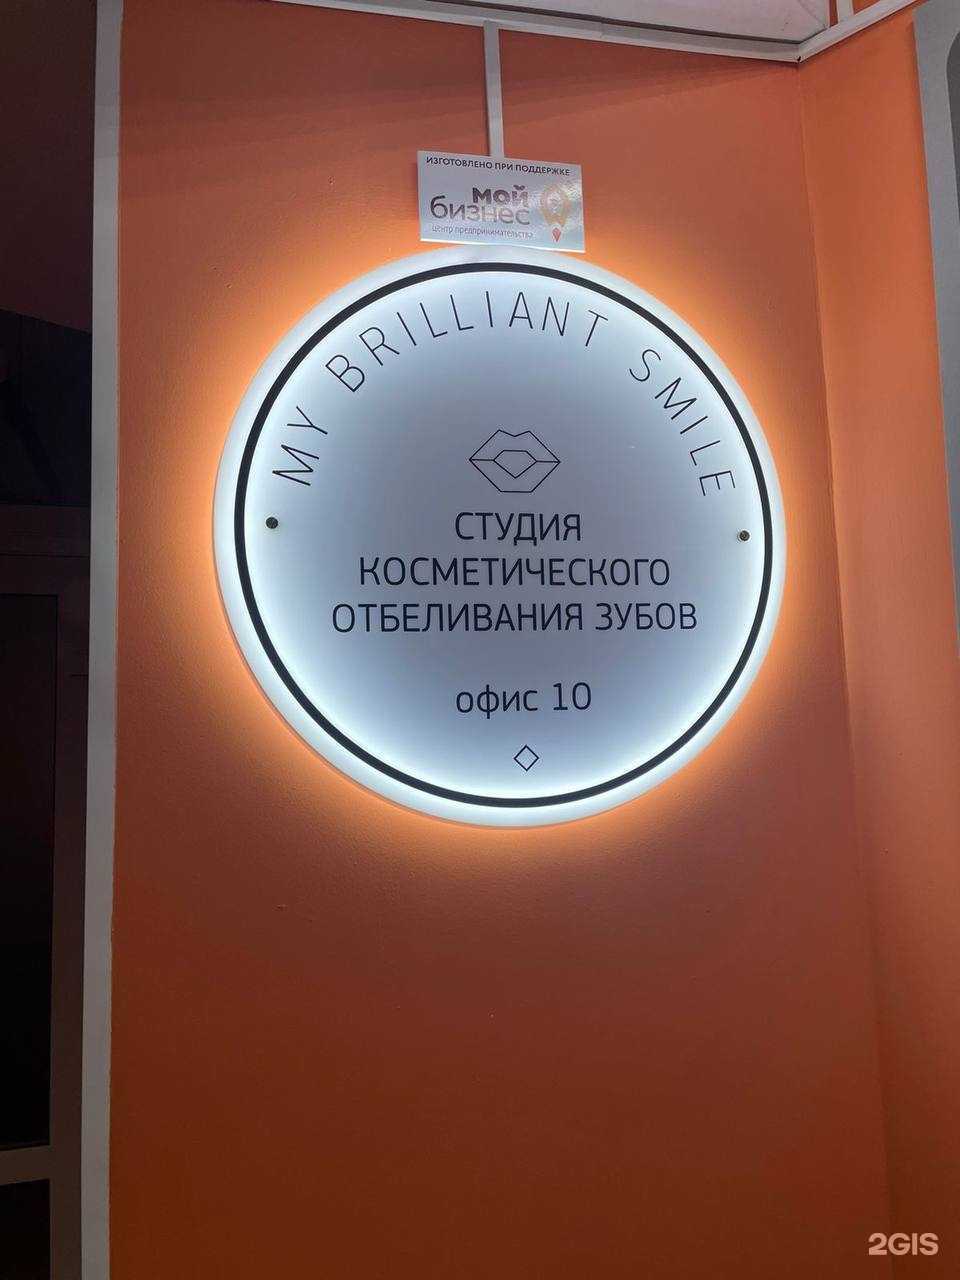 ИЗГОТОВЛЕНО ПРИ ПОДДЕРЖКЕ
мой
бизнес
центр предпринимательства
MY BRILLIANT SMILE
СТУДИЯ
КОСМЕТИЧЕСКОГО
ОТБЕЛИВАНИЯ ЗУБОВ
офис 10
2GIS